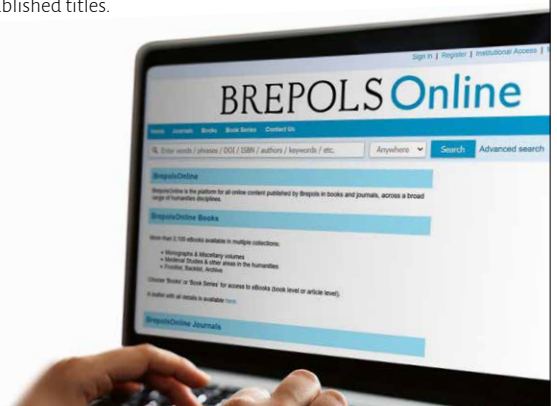 blished titles.
Sign in | Register | Institutional Access |
BREPOLS Online
Home Journals Books Book Series Contact Us
Enter words / phrases / DOI / ISBN / authors / keywords / etc. Anywhere Search Advanced search
BrepolsOnline
BrepolsOnline is the platform for all online content published by Brepols in books and journals, across a broad
range of humanities disciplines.
BrepolsOnline Books
More than 2,100 eBooks available in multiple collections:
• Monographs & Miscellany volumes
• Medieval Studies & other areas in the humanities
• Frontlist, Backlist, Archive
Choose 'Books' or 'Book Series' for access to eBooks (book level or article level).
A leaflet with all details is available here.
BrepolsOnline Journals